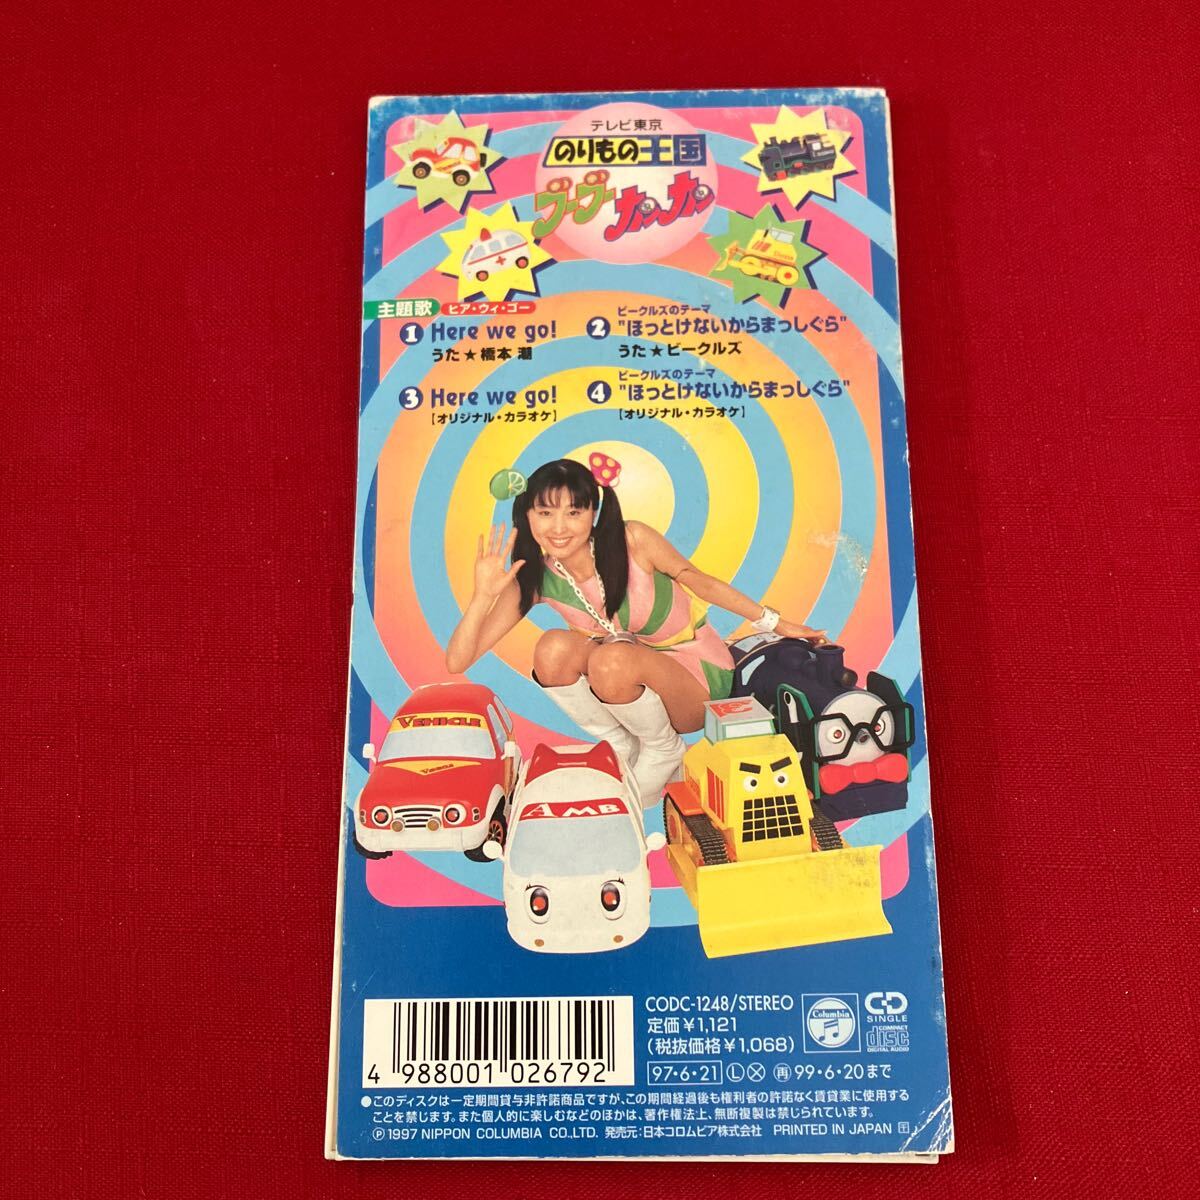 テレビ東京
のりもの王国
ブーブーカンカン
主題歌
ヒア・ウィ・ゴー
1 Here we go!
うた★橋本 潮
ビークルズのテーマ
2 "ほっとけないからまっしぐら"
うた★ビークルズ
3 Here we go!
[オリジナル・カラオケ]
ビークルズのテーマ
4 "ほっとけないからまっしぐら"
[オリジナル・カラオケ]
VEHICLE
AMB
4 988001 026792
CODC-1248/STEREO
定価¥1,121
(税抜価格¥1,068)
Columbia
CD
SINGLE
COMPACT
disc
DIGITAL AUDIO
97・6・21 L X 再 99・6・20まで
●このディスクは一定期間貸与非許諾商品ですが、この期間経過後も権利者の許諾なく賃貸業に使用する
ことを禁じます。また個人的に楽しむなどのほかは、著作権法上、無断複製は禁じられています。
Ⓟ1997 NIPPON COLUMBIA CO.,LTD. 発売元:日本コロムビア株式会社 PRINTED IN JAPAN